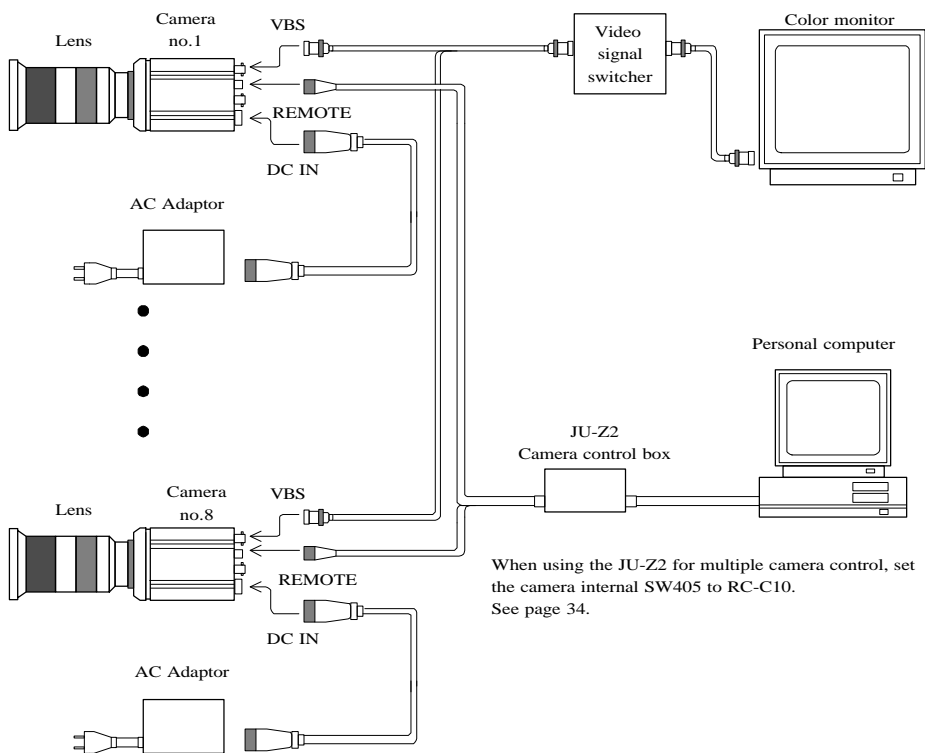 Camera
no.1
VBS
Lens
Video
signal
switcher
Color monitor
REMOTE
DC IN
AC Adaptor
Personal computer
JU-Z2
Camera control box
Camera
no.8
VBS
Lens
REMOTE
DC IN
AC Adaptor
When using the JU-Z2 for multiple camera control, set
the camera internal SW405 to RC-C10.
See page 34.